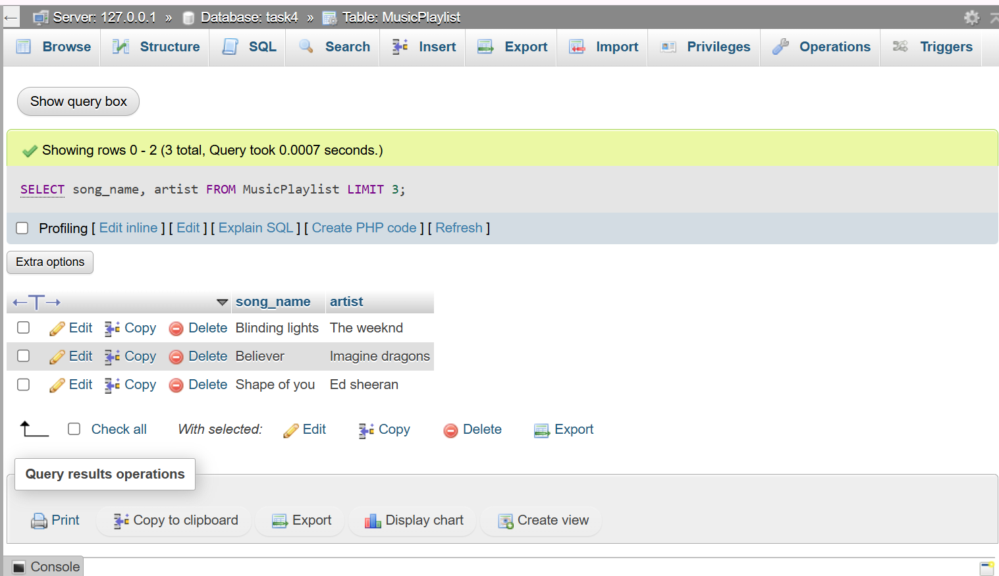 Server: 127.0.0.1 » Database: task4 » Table: MusicPlaylist
Browse Structure SQL Search Insert Export Import Privileges Operations Triggers
Show query box
Showing rows 0 - 2 (3 total, Query took 0.0007 seconds.)
SELECT song_name, artist FROM MusicPlaylist LIMIT 3;
Profiling [ Edit inline ] [ Edit ] [ Explain SQL ] [ Create PHP code ] [ Refresh ]
Extra options
song_name artist
Edit Copy Delete Blinding lights The weeknd
Edit Copy Delete Believer Imagine dragons
Edit Copy Delete Shape of you Ed sheeran
Check all With selected: Edit Copy Delete Export
Query results operations
Print Copy to clipboard Export Display chart Create view
Console